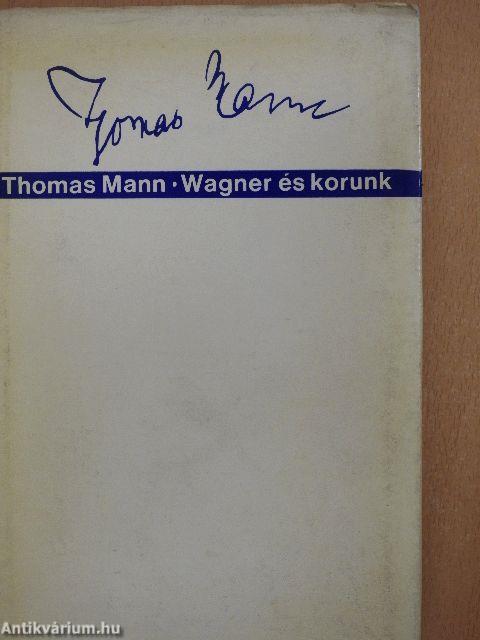 Thomas Mann
Thomas Mann · Wagner és korunk
Antikvárium.hu